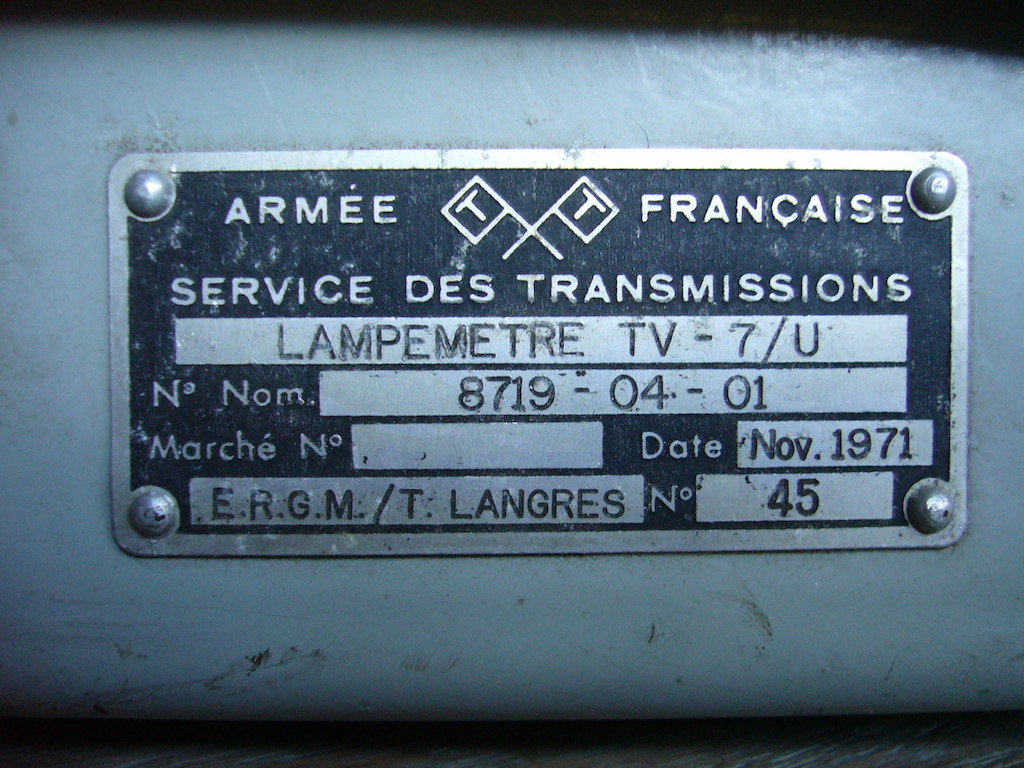 ARMÉE T T FRANÇAISE
SERVICE DES TRANSMISSIONS
LAMPEMETRE TV - 7/U
N° Nom. 8719 - 04 - 01
Marché N° Date Nov. 1971
E.R.G.M./T. LANGRES N° 45